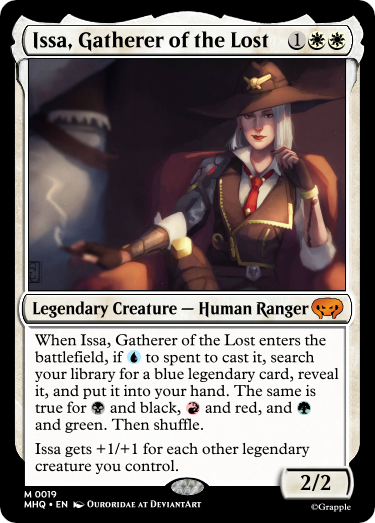 Issa, Gatherer of the Lost 1
Legendary Creature — Human Ranger
When Issa, Gatherer of the Lost enters the
battlefield, if to spent to cast it, search
your library for a blue legendary card, reveal
it, and put it into your hand. The same is
true for and black, and red, and
and green. Then shuffle.
Issa gets +1/+1 for each other legendary
creature you control.
2/2
M 0019
MHQ • EN Ouroridae at DeviantArt
©Grapple